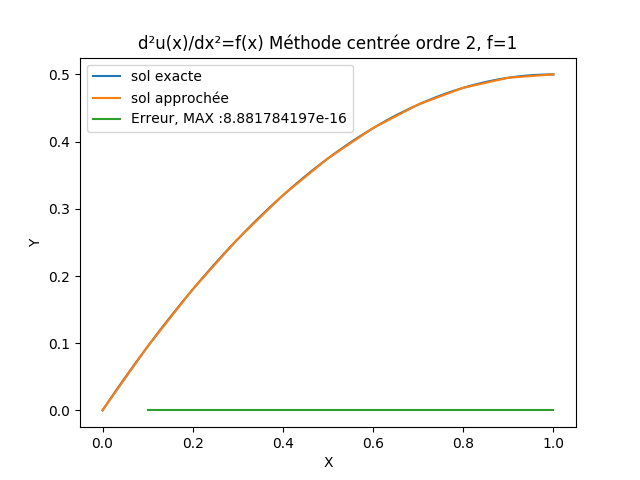 d²u(x)/dx²=f(x) Méthode centrée ordre 2, f=1
sol exacte
sol approchée
Erreur, MAX :8.881784197e-16
0.5
0.4
0.3
0.2
0.1
0.0
Y
0.0 0.2 0.4 0.6 0.8 1.0
X